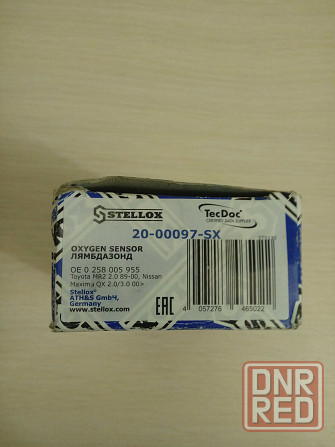 STELLOX
TecDoc
CERTIFIED DATA SUPPLIER
20-00097-SX
OXYGEN SENSOR
ЛЯМБДАЗОНД
OE 0 258 005 955
Toyota MR2 2.0 89-00, Nissan
Maxima QX 2.0/3.0 00>
Stellox®
ATH&S GmbH,
Germany
www.stellox.com
EAC
4 057276 465022
DNR
RED